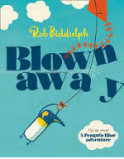 Rob Biddulph
Blown
away
A Penguin Blue
adventure